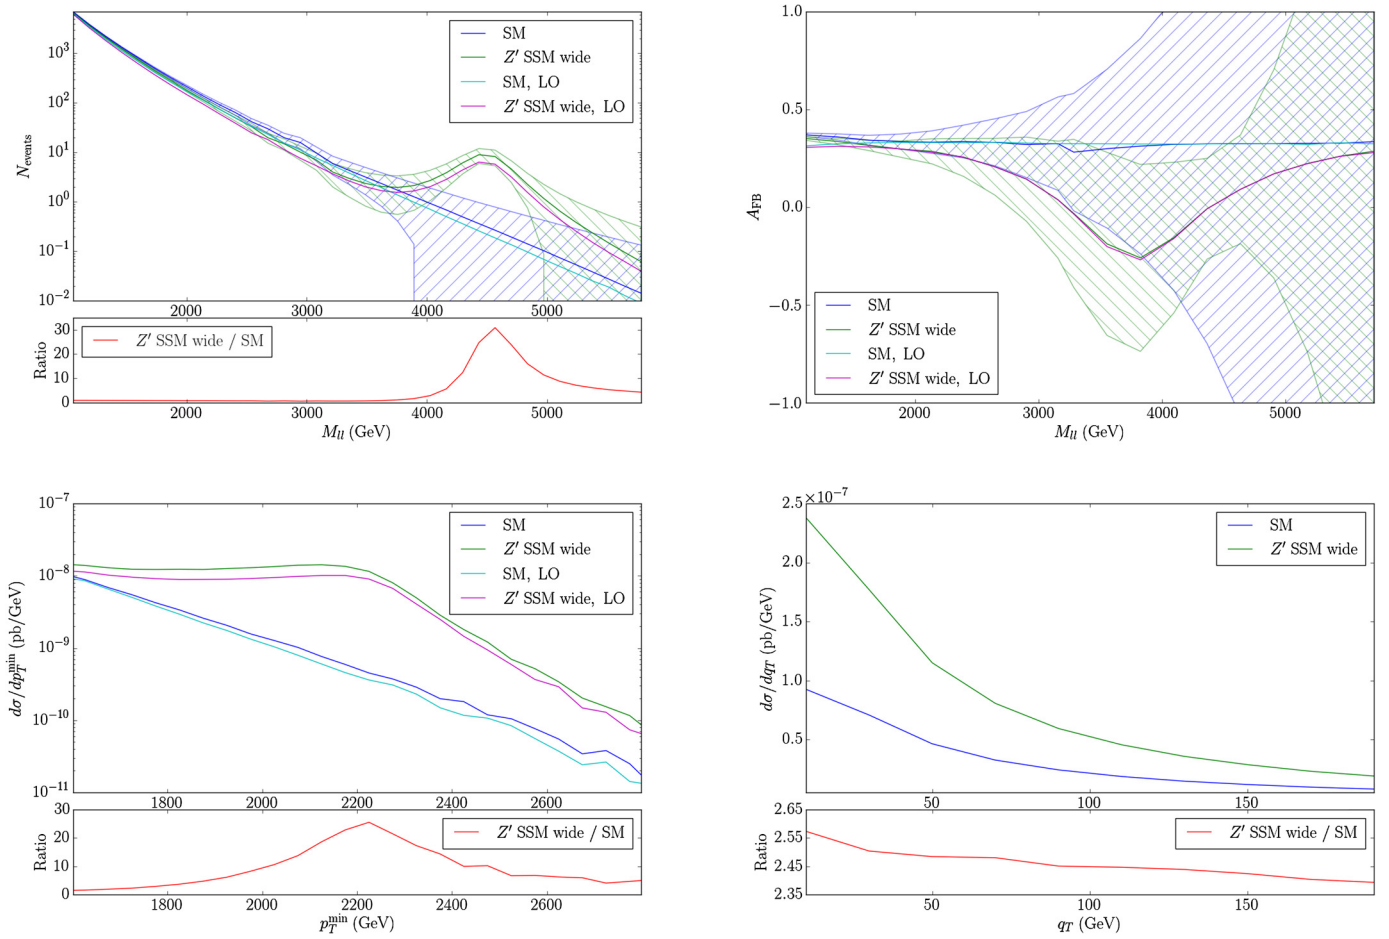 10³
10²
10¹
10⁰
10⁻¹
10⁻²
N_events
SM
Z′ SSM wide
SM, LO
Z′ SSM wide, LO
2000 3000 4000 5000
30
20
10
0
Ratio
Z′ SSM wide / SM
2000 3000 4000 5000
M_ll (GeV)
1.0
0.5
0.0
−0.5
−1.0
A_FB
SM
Z′ SSM wide
SM, LO
Z′ SSM wide, LO
2000 3000 4000 5000
M_ll (GeV)
10⁻⁷
10⁻⁸
10⁻⁹
10⁻¹⁰
10⁻¹¹
dσ/dp_T^min (pb/GeV)
SM
Z′ SSM wide
SM, LO
Z′ SSM wide, LO
1800 2000 2200 2400 2600
30
20
10
0
Ratio
Z′ SSM wide / SM
1800 2000 2200 2400 2600
p_T^min (GeV)
×10⁻⁷
2.5
2.0
1.5
1.0
0.5
dσ/dq_T (pb/GeV)
SM
Z′ SSM wide
50 100 150
2.65
2.55
2.45
2.35
Ratio
Z′ SSM wide / SM
50 100 150
q_T (GeV)